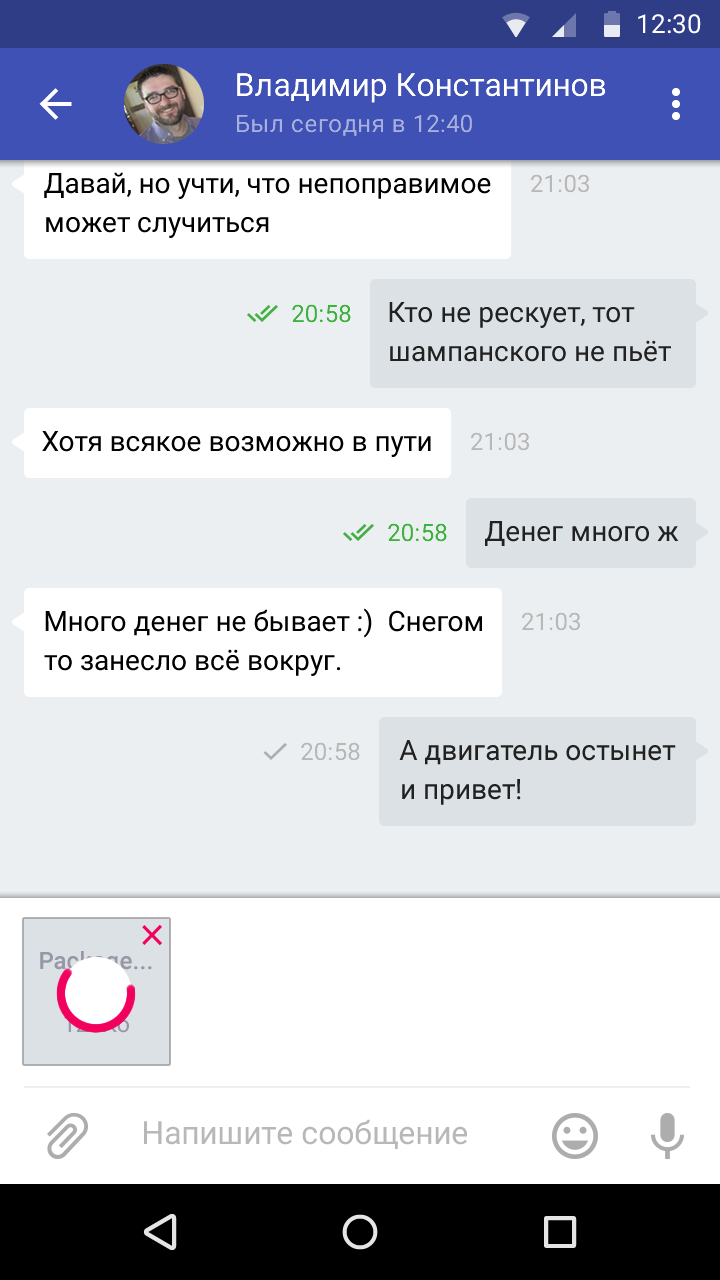 12:30
Владимир Константинов
Был сегодня в 12:40
Давай, но учти, что непоправимое
может случиться
21:03
20:58
Кто не рескует, тот
шампанского не пьёт
Хотя всякое возможно в пути
21:03
20:58
Денег много ж
Много денег не бывает :) Снегом
то занесло всё вокруг.
21:03
20:58
А двигатель остынет
и привет!
Напишите сообщение